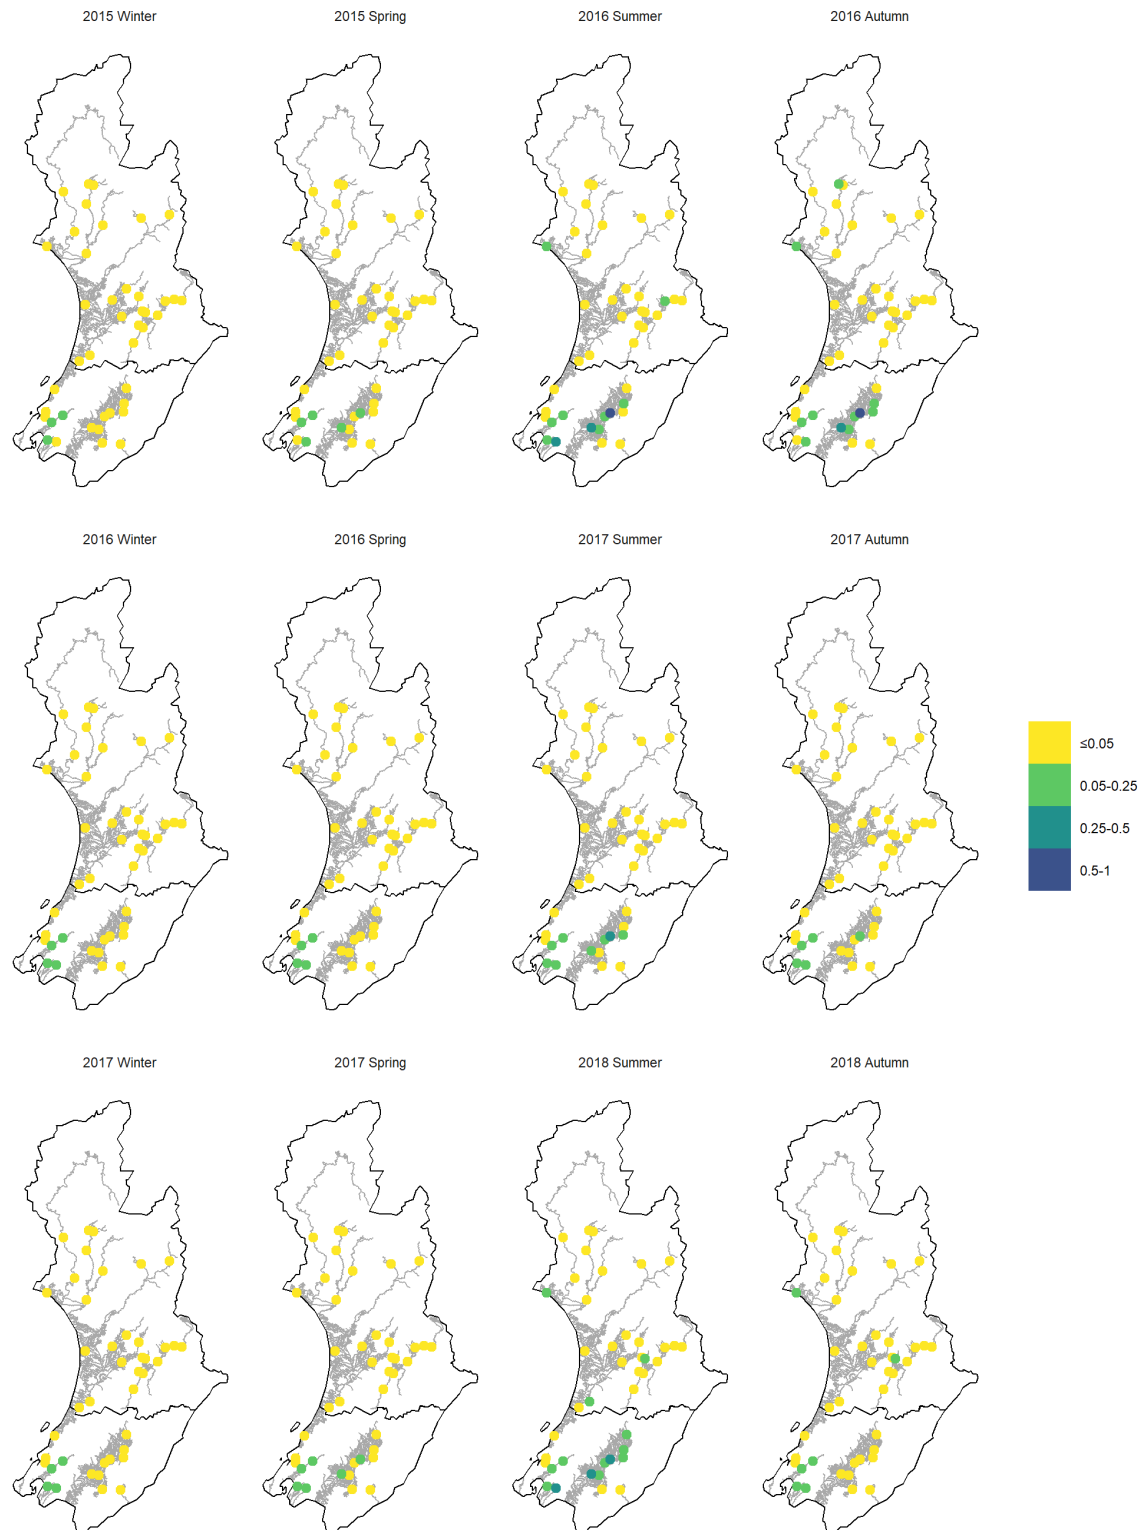 2015 Winter
2015 Spring
2016 Summer
2016 Autumn
2016 Winter
2016 Spring
2017 Summer
2017 Autumn
≤0.05
0.05-0.25
0.25-0.5
0.5-1
2017 Winter
2017 Spring
2018 Summer
2018 Autumn